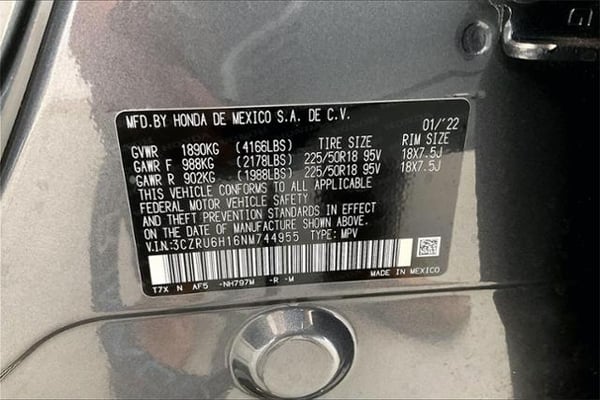 MFD.BY HONDA DE MEXICO S.A. DE C.V. 01/'22
TIRE SIZE RIM SIZE
GVWR 1890KG (4166LBS)
GAWR F 988KG (2178LBS) 225/50R18 95V 18X7.5J
GAWR R 902KG (1988LBS) 225/50R18 95V 18X7.5J
THIS VEHICLE CONFORMS TO ALL APPLICABLE
FEDERAL MOTOR VEHICLE SAFETY
AND THEFT PREVENTION STANDARDS IN EFFECT
ON THE DATE OF MANUFACTURE SHOWN ABOVE.
V.I.N.:3CZRU6H16NM744955 TYPE: MPV
MADE IN MEXICO
T7X N AF5 -NH797M -R -M